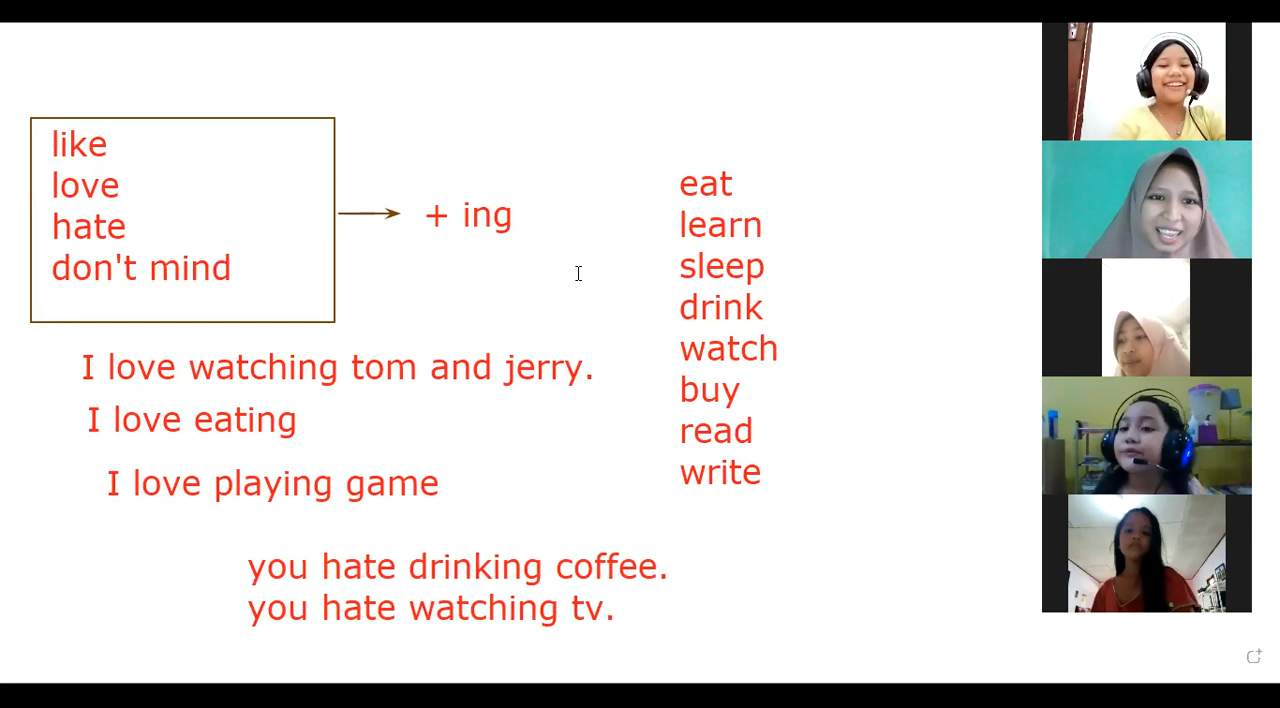 like
love
hate
don't mind
+ ing
I love watching tom and jerry.
I love eating
I love playing game
you hate drinking coffee.
you hate watching tv.
eat
learn
sleep
drink
watch
buy
read
write